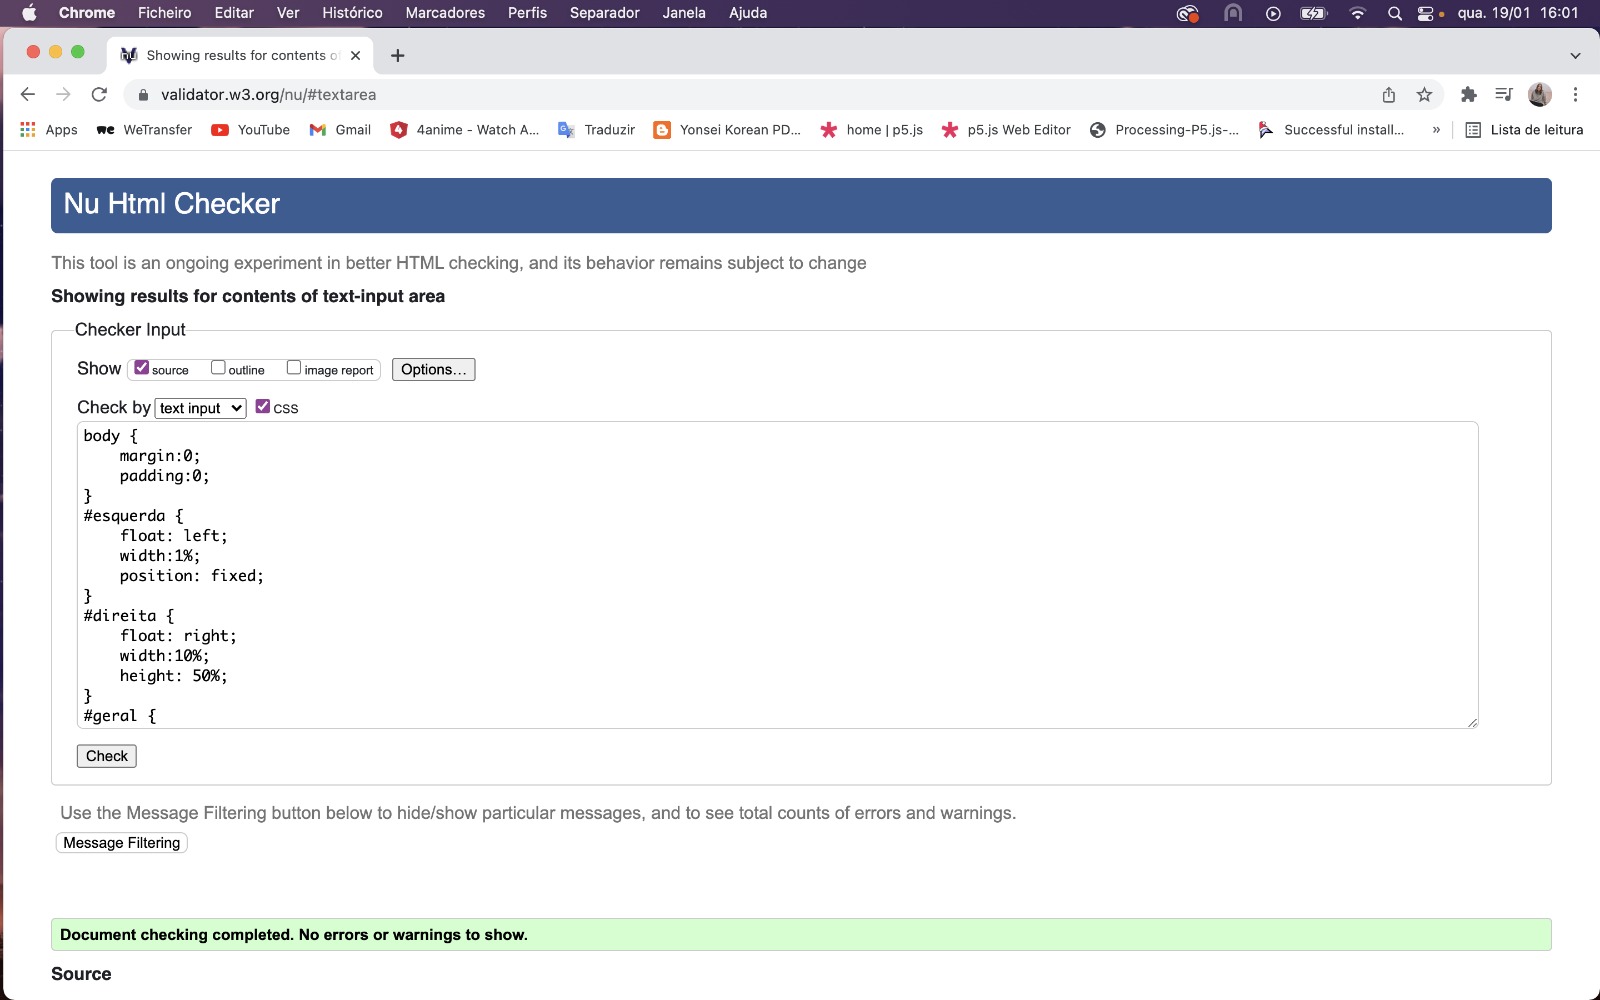 Chrome Ficheiro Editar Ver Histórico Marcadores Perfis Separador Janela Ajuda qua. 19/01 16:01
nu Showing results for contents of
validator.w3.org/nu/#textarea
Apps WeTransfer YouTube Gmail 4anime - Watch A... Traduzir Yonsei Korean PD... home | p5.js p5.js Web Editor Processing-P5.js-... Successful install... » Lista de leitura
Nu Html Checker
This tool is an ongoing experiment in better HTML checking, and its behavior remains subject to change
Showing results for contents of text-input area
Checker Input
Show source outline image report Options...
Check by text input css
body {
    margin:0;
    padding:0;
}
#esquerda {
    float: left;
    width:1%;
    position: fixed;
}
#direita {
    float: right;
    width:10%;
    height: 50%;
}
#geral {
Check
Use the Message Filtering button below to hide/show particular messages, and to see total counts of errors and warnings.
Message Filtering
Document checking completed. No errors or warnings to show.
Source